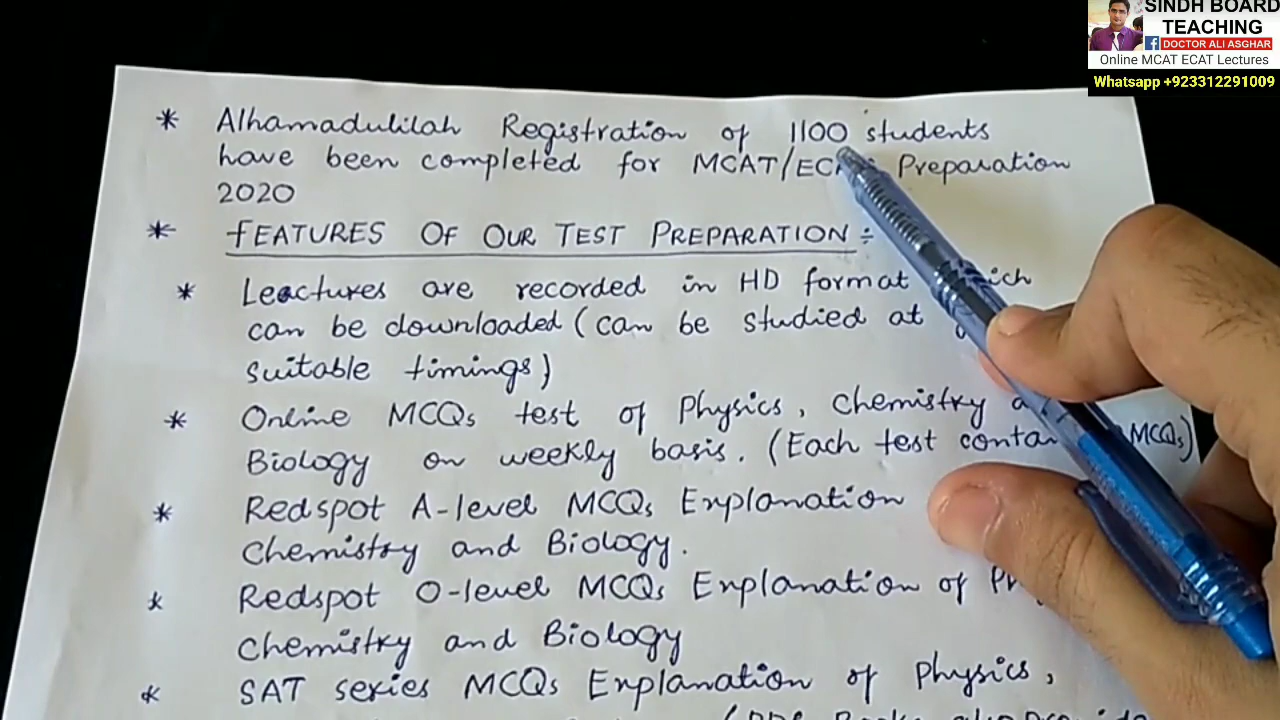 SINDH BOARD
TEACHING
DOCTOR ALI ASGHAR
Online MCAT ECAT Lectures
Whatsapp +923312291009
* Alhamadulilah Registration of 1100 students
have been completed for MCAT/ Preparation
2020
* FEATURES OF OUR TEST PREPARATION :-
* Leactures are recorded in HD format
can be downloaded (can be studied at
suitable timings)
* Online MCQs test of Physics, Chemistry
Biology on weekly basis. (Each test MCQs)
* Redspot A-level MCQs Explanation
Chemistry and Biology.
* Redspot O-level MCQs Explanation of
Chemistry and Biology
* SAT series MCQs Explanation of Physics,